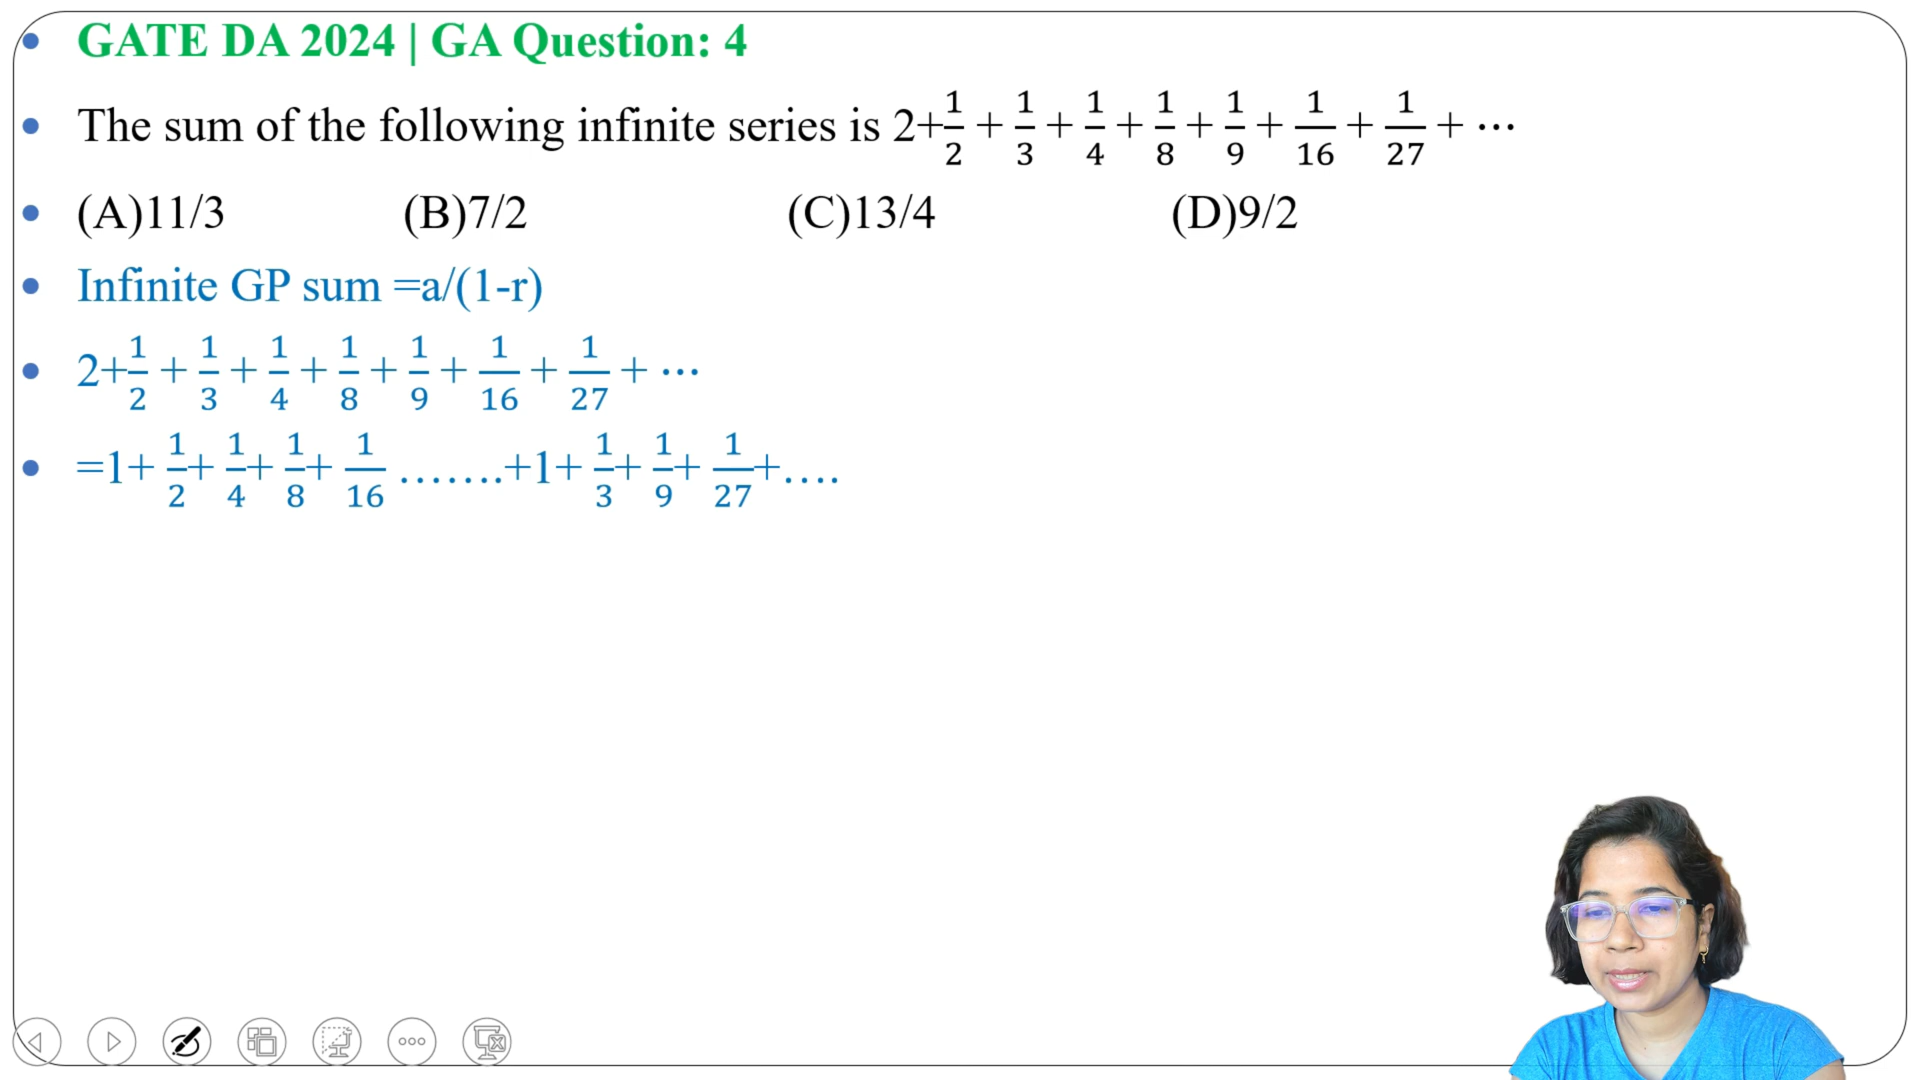 GATE DA 2024 | GA Question: 4
The sum of the following infinite series is 2+1/2 + 1/3 + 1/4 + 1/8 + 1/9 + 1/16 + 1/27 + ⋯
(A)11/3 (B)7/2 (C)13/4 (D)9/2
Infinite GP sum =a/(1-r)
2+1/2 + 1/3 + 1/4 + 1/8 + 1/9 + 1/16 + 1/27 + ⋯
=1+ 1/2+ 1/4+ 1/8+ 1/16 …….+1+ 1/3+ 1/9+ 1/27+….